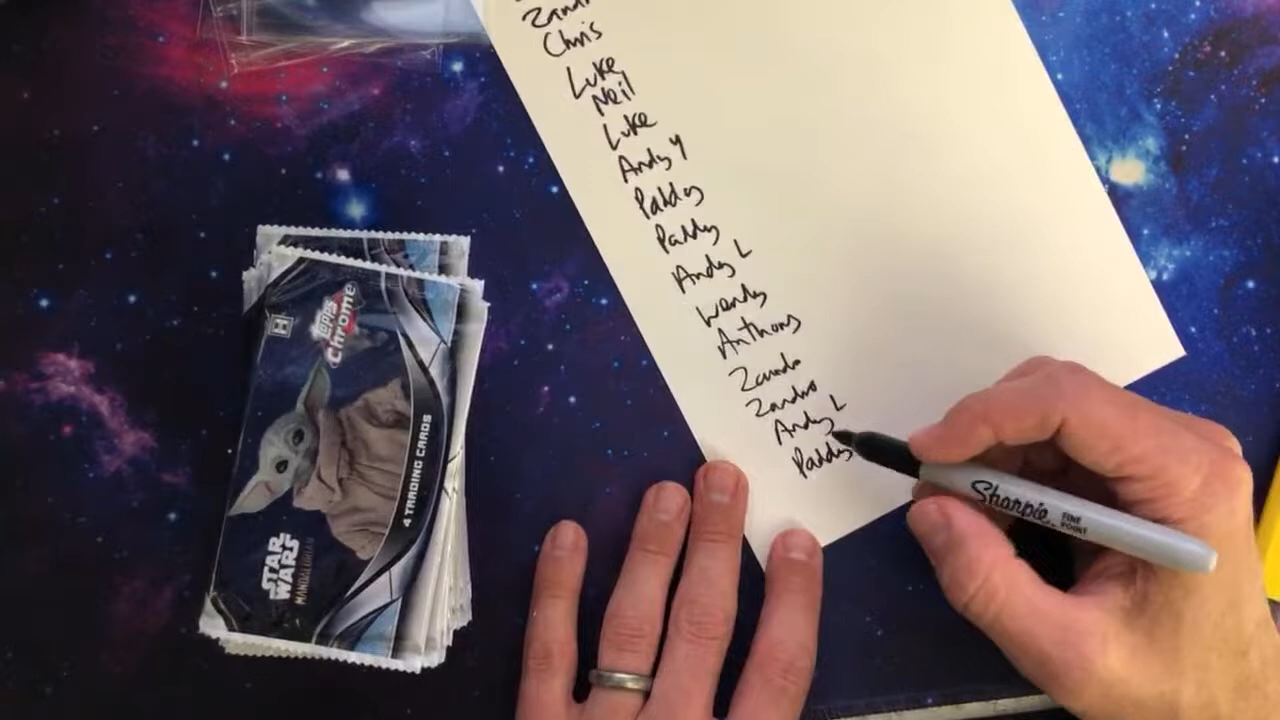 Chris
Luke
Neil
Luke
Andy Y
Paddy
Paddy
Andy L
Wendy
Anthony
Zando
Zandro
Andy L
Paddy
H
Topps
Chrome
4 TRADING CARDS
STAR
WARS
MANDALORIAN
Sharpie
FINE
POINT